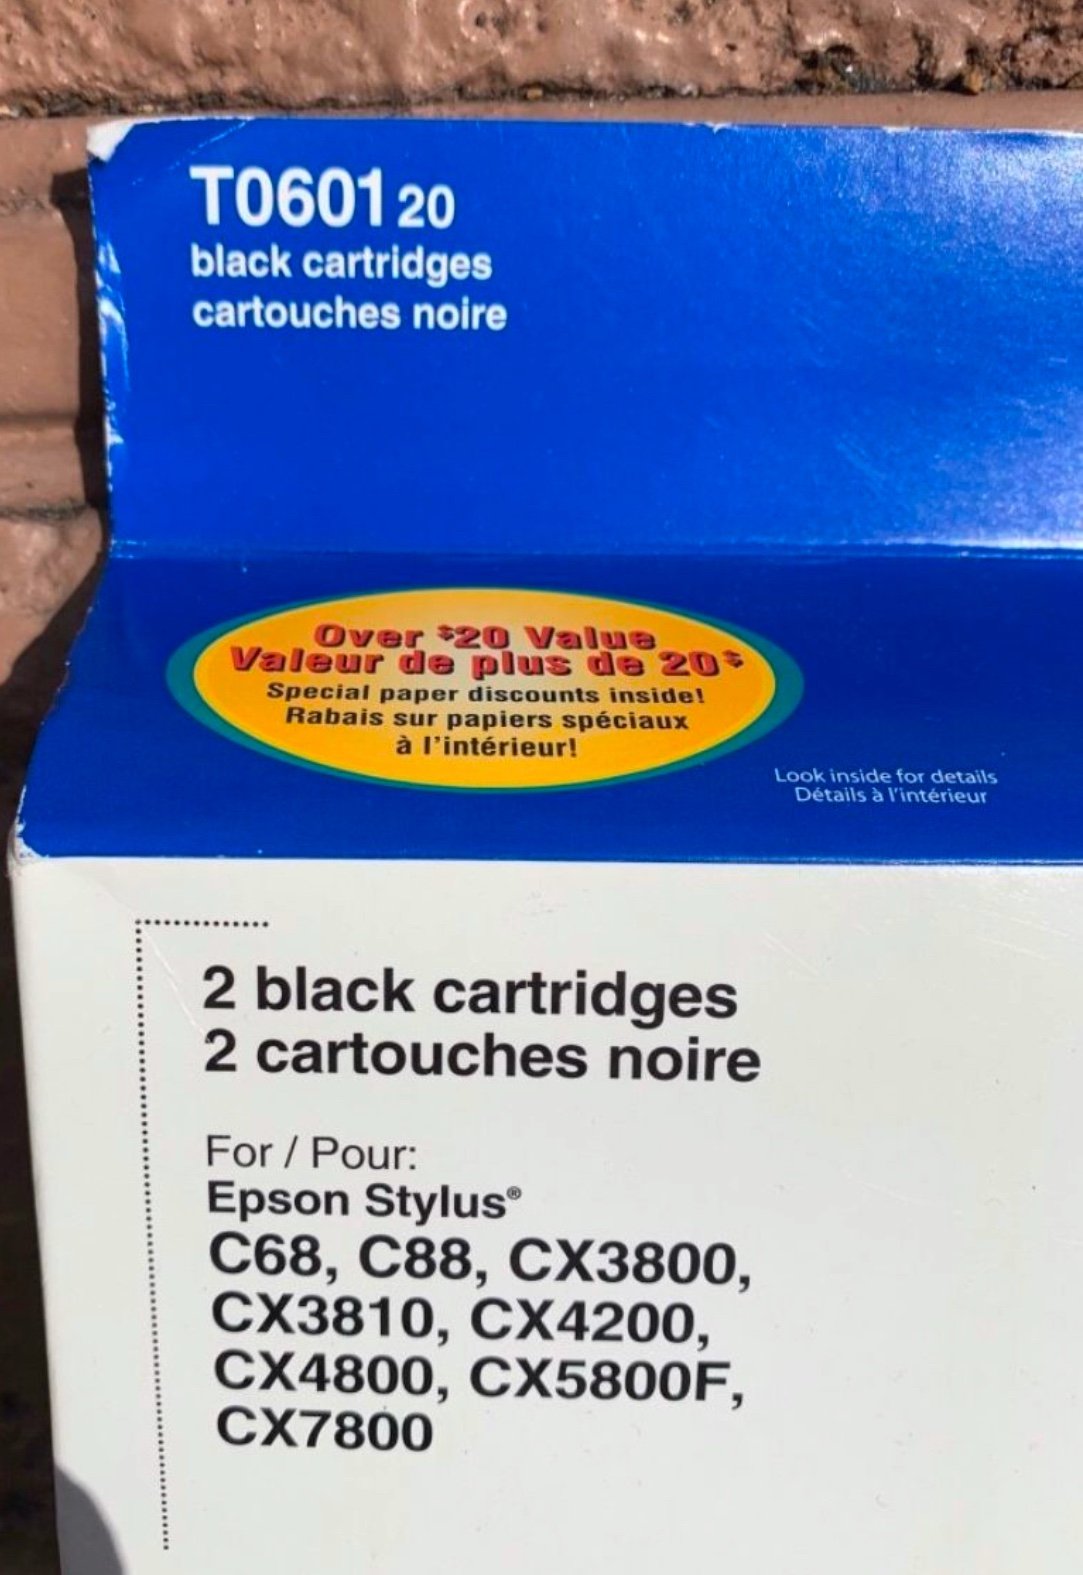 T060120
black cartridges
cartouches noire
Over $20 Value
Valeur de plus de 20$
Special paper discounts inside!
Rabais sur papiers spéciaux
à l'intérieur!
Look inside for details
Détails à l'intérieur
2 black cartridges
2 cartouches noire
For / Pour:
Epson Stylus®
C68, C88, CX3800,
CX3810, CX4200,
CX4800, CX5800F,
CX7800